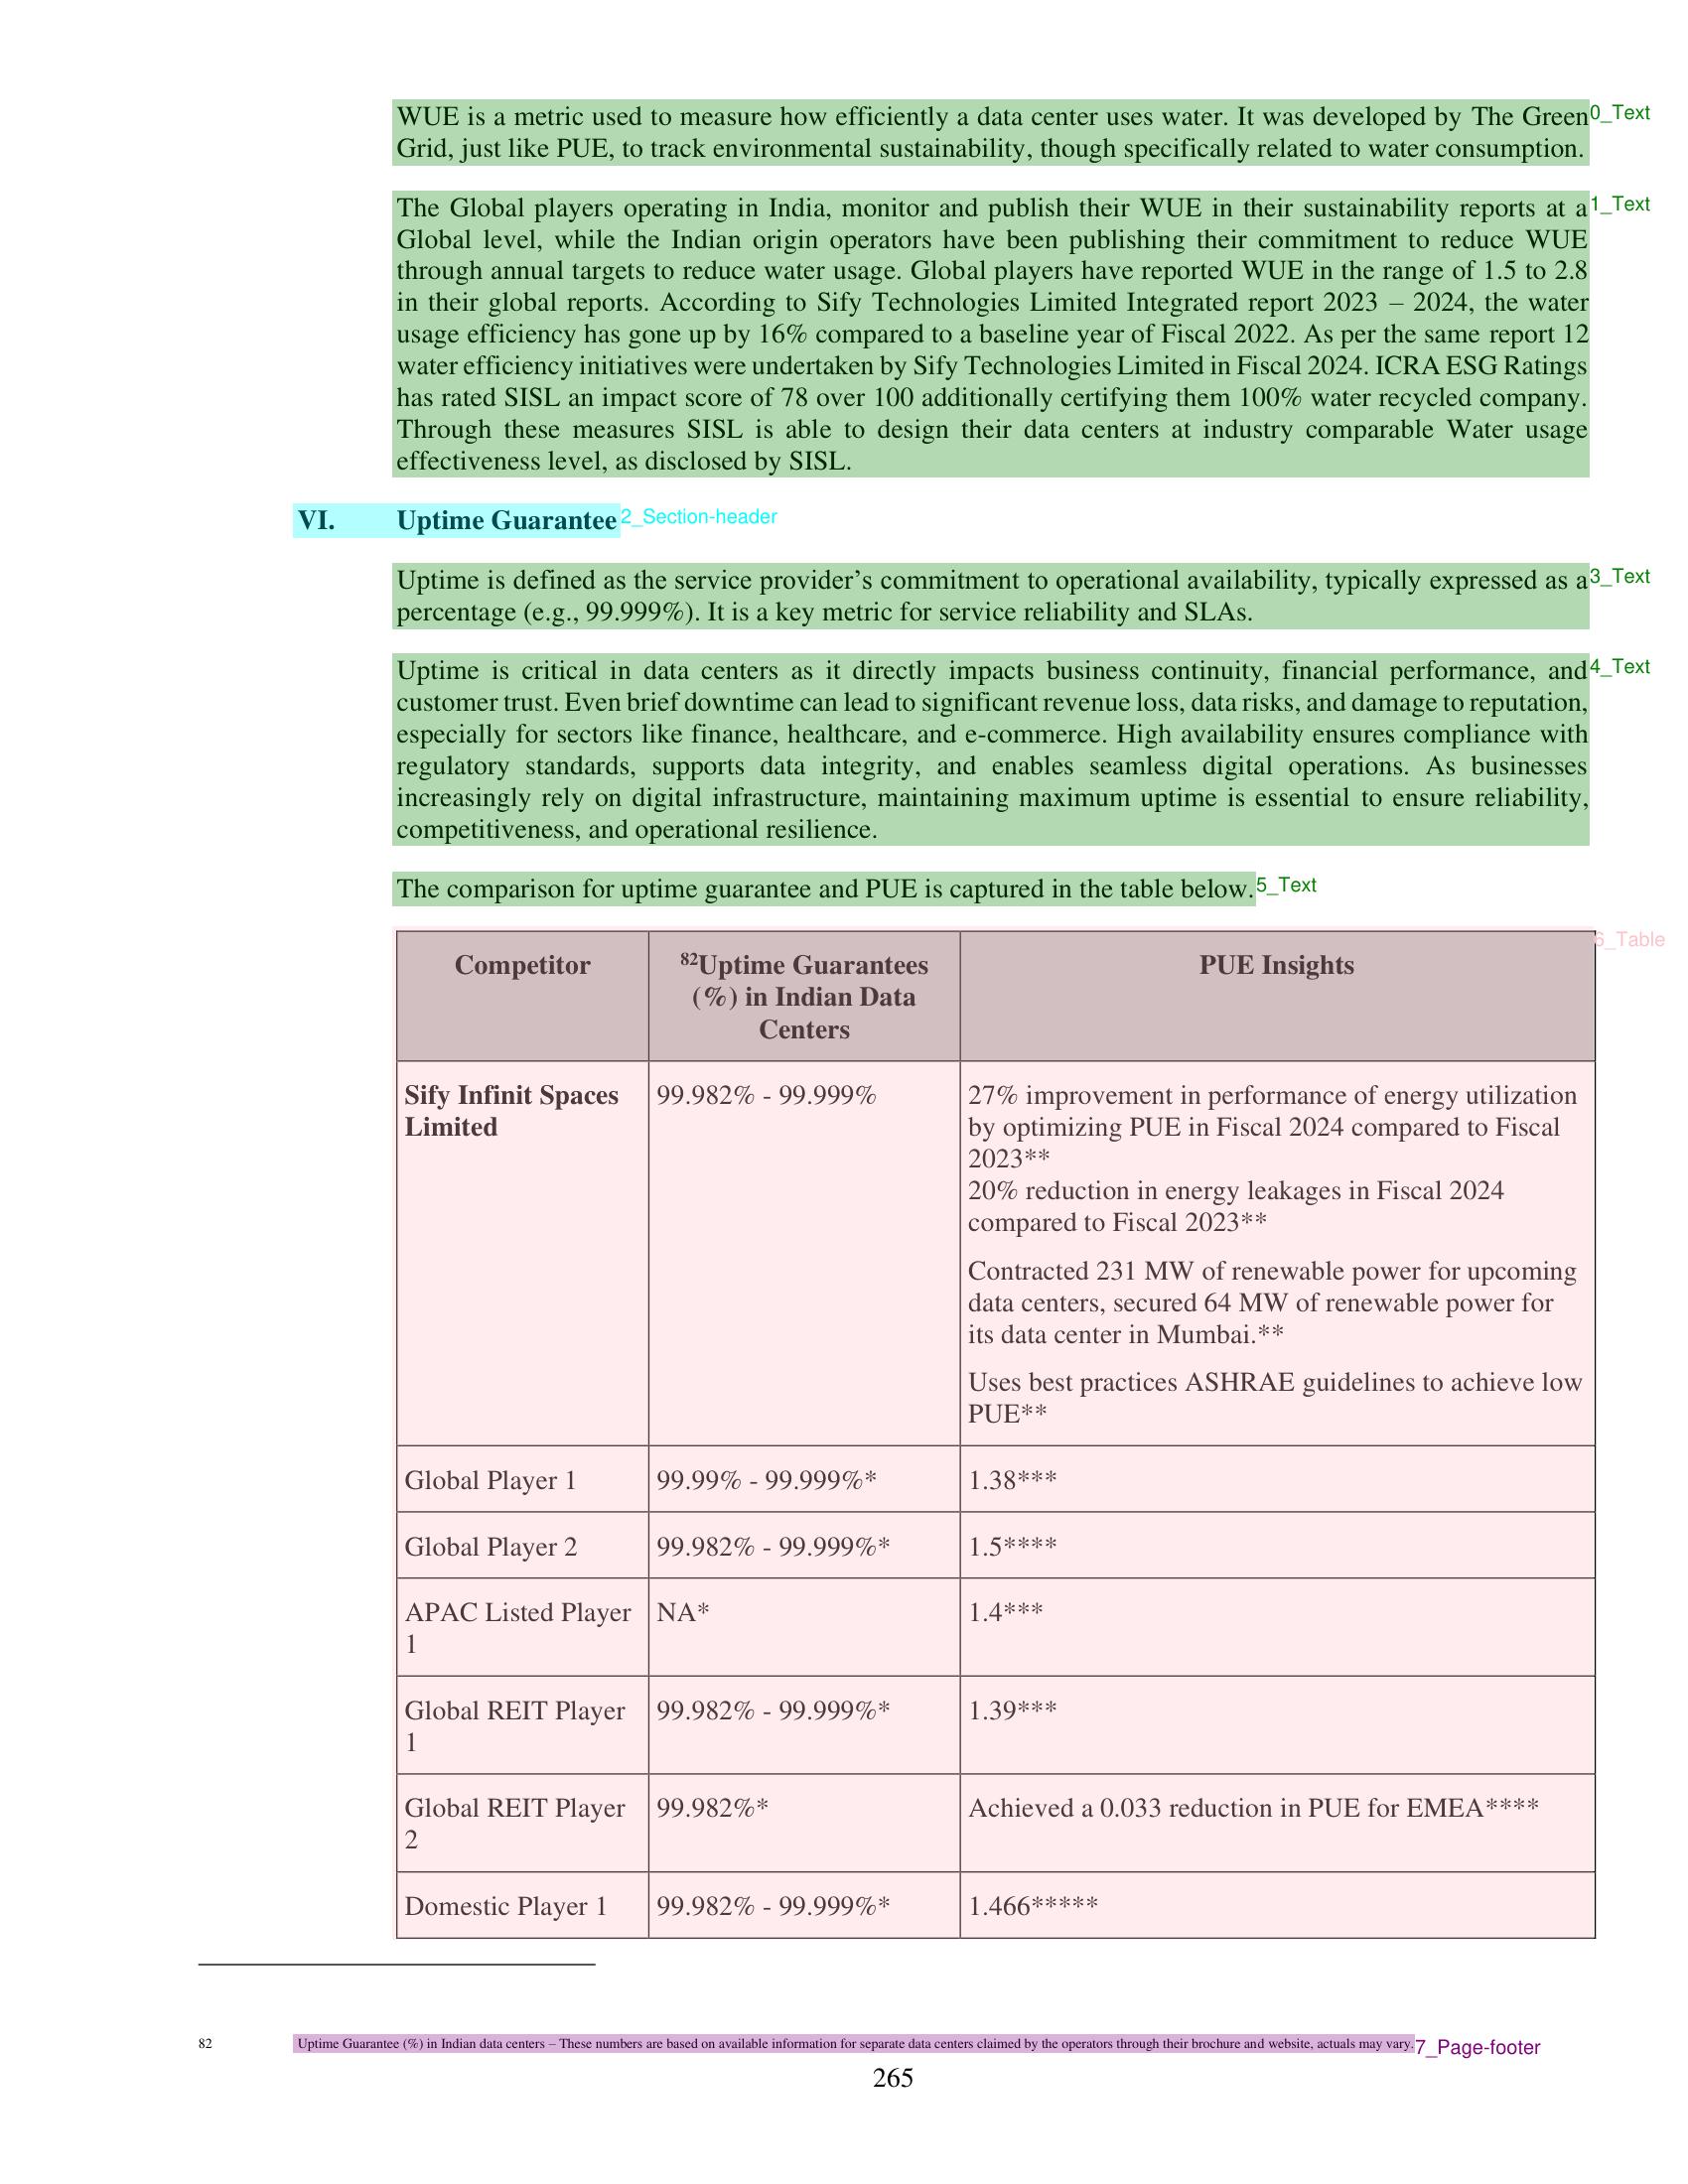 WUE is a metric used to measure how efficiently a data center uses water. It was developed by The Green 0_Text
Grid, just like PUE, to track environmental sustainability, though specifically related to water consumption.
The Global players operating in India, monitor and publish their WUE in their sustainability reports at a 1_Text
Global level, while the Indian origin operators have been publishing their commitment to reduce WUE
through annual targets to reduce water usage. Global players have reported WUE in the range of 1.5 to 2.8
in their global reports. According to Sify Technologies Limited Integrated report 2023 – 2024, the water
usage efficiency has gone up by 16% compared to a baseline year of Fiscal 2022. As per the same report 12
water efficiency initiatives were undertaken by Sify Technologies Limited in Fiscal 2024. ICRA ESG Ratings
has rated SISL an impact score of 78 over 100 additionally certifying them 100% water recycled company.
Through these measures SISL is able to design their data centers at industry comparable Water usage
effectiveness level, as disclosed by SISL.
VI. Uptime Guarantee 2_Section-header
Uptime is defined as the service provider’s commitment to operational availability, typically expressed as a 3_Text
percentage (e.g., 99.999%). It is a key metric for service reliability and SLAs.
Uptime is critical in data centers as it directly impacts business continuity, financial performance, and 4_Text
customer trust. Even brief downtime can lead to significant revenue loss, data risks, and damage to reputation,
especially for sectors like finance, healthcare, and e-commerce. High availability ensures compliance with
regulatory standards, supports data integrity, and enables seamless digital operations. As businesses
increasingly rely on digital infrastructure, maintaining maximum uptime is essential to ensure reliability,
competitiveness, and operational resilience.
The comparison for uptime guarantee and PUE is captured in the table below. 5_Text
6_Table
Competitor
82Uptime Guarantees
(%) in Indian Data
Centers
PUE Insights
Sify Infinit Spaces
Limited
99.982% - 99.999%
27% improvement in performance of energy utilization
by optimizing PUE in Fiscal 2024 compared to Fiscal
2023**
20% reduction in energy leakages in Fiscal 2024
compared to Fiscal 2023**
Contracted 231 MW of renewable power for upcoming
data centers, secured 64 MW of renewable power for
its data center in Mumbai.**
Uses best practices ASHRAE guidelines to achieve low
PUE**
Global Player 1
99.99% - 99.999%*
1.38***
Global Player 2
99.982% - 99.999%*
1.5****
APAC Listed Player
1
NA*
1.4***
Global REIT Player
1
99.982% - 99.999%*
1.39***
Global REIT Player
2
99.982%*
Achieved a 0.033 reduction in PUE for EMEA****
Domestic Player 1
99.982% - 99.999%*
1.466*****
82 Uptime Guarantee (%) in Indian data centers – These numbers are based on available information for separate data centers claimed by the operators through their brochure and website, actuals may vary. 7_Page-footer
265